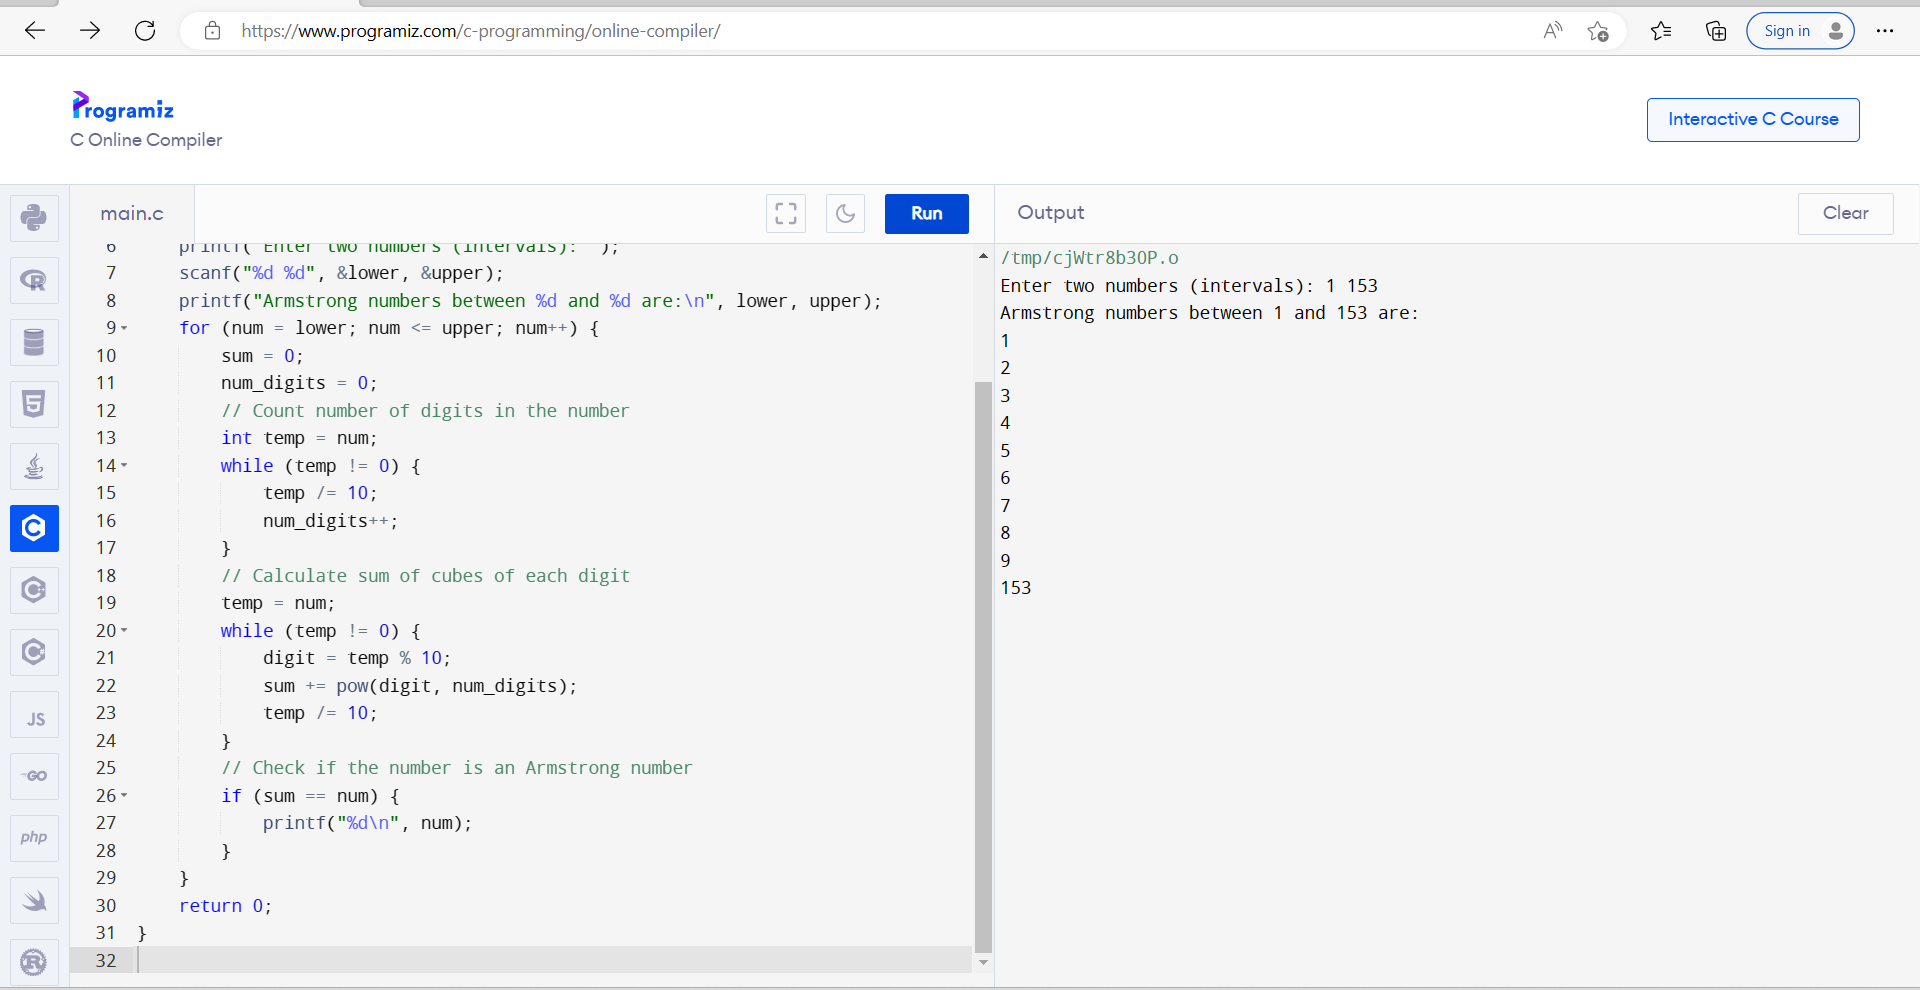 https://www.programiz.com/c-programming/online-compiler/
Sign in
Programiz
C Online Compiler
Interactive C Course
main.c
Run
Output
Clear
6     printf("Enter two numbers (intervals): ");
7     scanf("%d %d", &lower, &upper);
8     printf("Armstrong numbers between %d and %d are:\n", lower, upper);
9     for (num = lower; num <= upper; num++) {
10         sum = 0;
11         num_digits = 0;
12         // Count number of digits in the number
13         int temp = num;
14         while (temp != 0) {
15             temp /= 10;
16             num_digits++;
17         }
18         // Calculate sum of cubes of each digit
19         temp = num;
20         while (temp != 0) {
21             digit = temp % 10;
22             sum += pow(digit, num_digits);
23             temp /= 10;
24         }
25         // Check if the number is an Armstrong number
26         if (sum == num) {
27             printf("%d\n", num);
28         }
29     }
30     return 0;
31 }
32
/tmp/cjWtr8b3OP.o
Enter two numbers (intervals): 1 153
Armstrong numbers between 1 and 153 are:
1
2
3
4
5
6
7
8
9
153
R
5
C
JS
GO
php
R